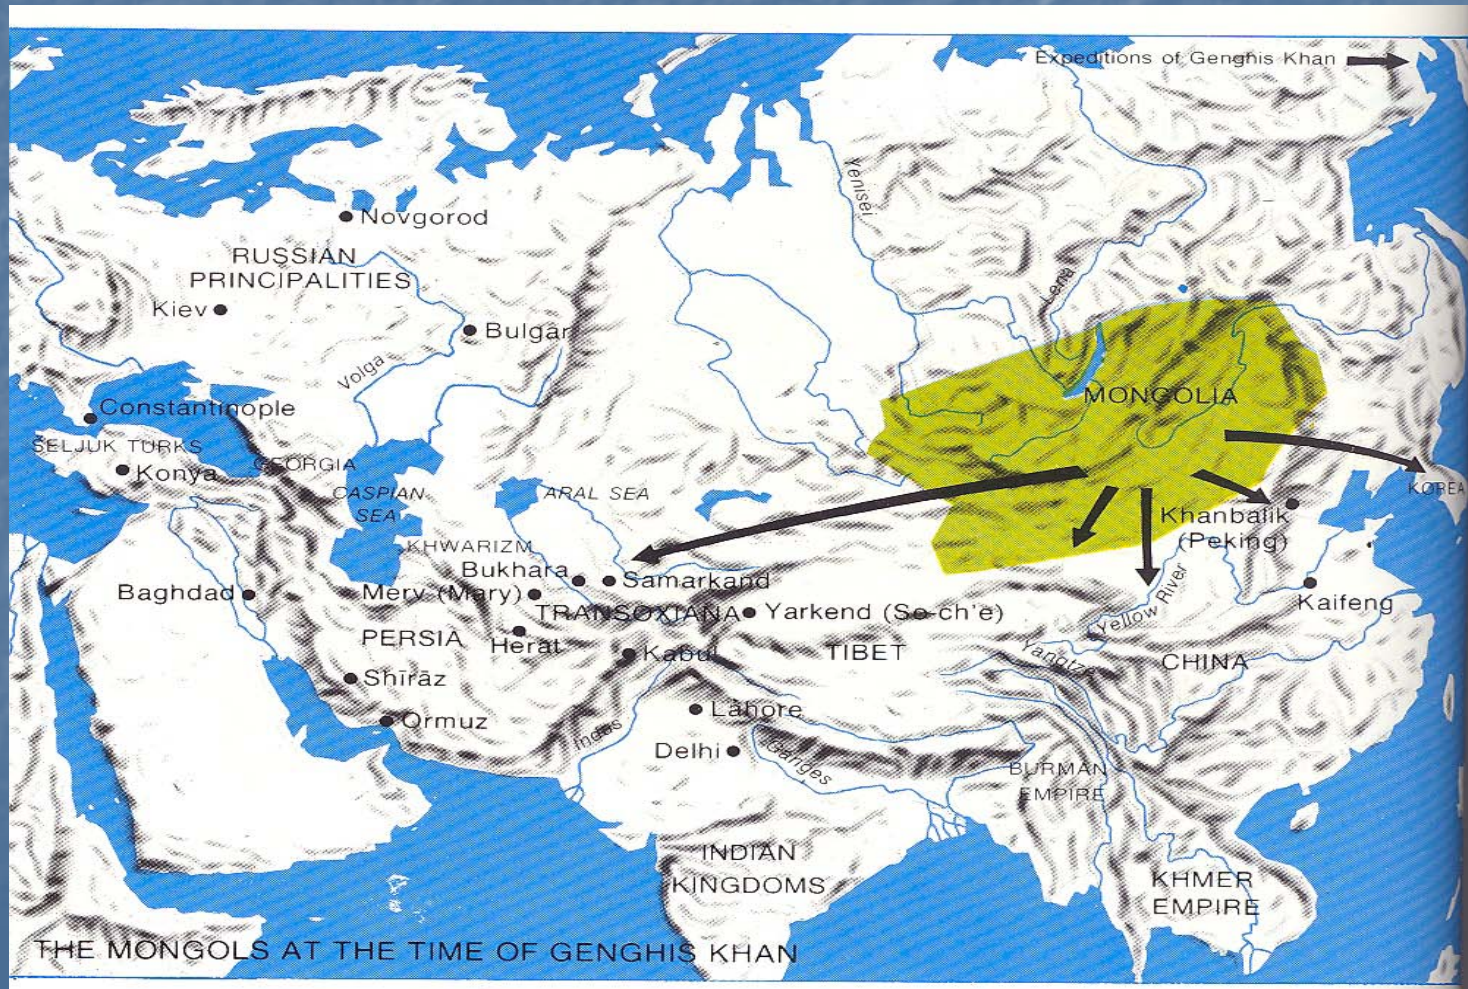 Expeditions of Genghis Khan
Yenisei
Novgorod
RUSSIAN
PRINCIPALITIES
Lena
Kiev
Bulgar
Volga
MONGOLIA
Constantinople
SELJUK TURKS
GEORGIA
Konya
CASPIAN
SEA
ARAL SEA
KOREA
Khanbalik
(Peking)
KHWARIZM
Bukhara
Samarkand
Baghdad
Merv (Mary)
TRANSOXIANA
Yarkend (So-ch'e)
Yellow River
Kaifeng
PERSIA
Herat
Kabul
TIBET
Yangtze
CHINA
Shīrāz
Lahore
Ormuz
Indus
Delhi
Ganges
BURMAN
EMPIRE
INDIAN
KINGDOMS
KHMER
EMPIRE
THE MONGOLS AT THE TIME OF GENGHIS KHAN